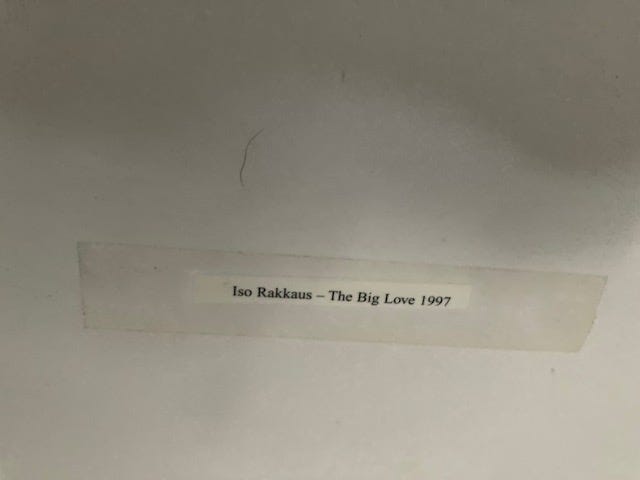 Iso Rakkaus – The Big Love 1997